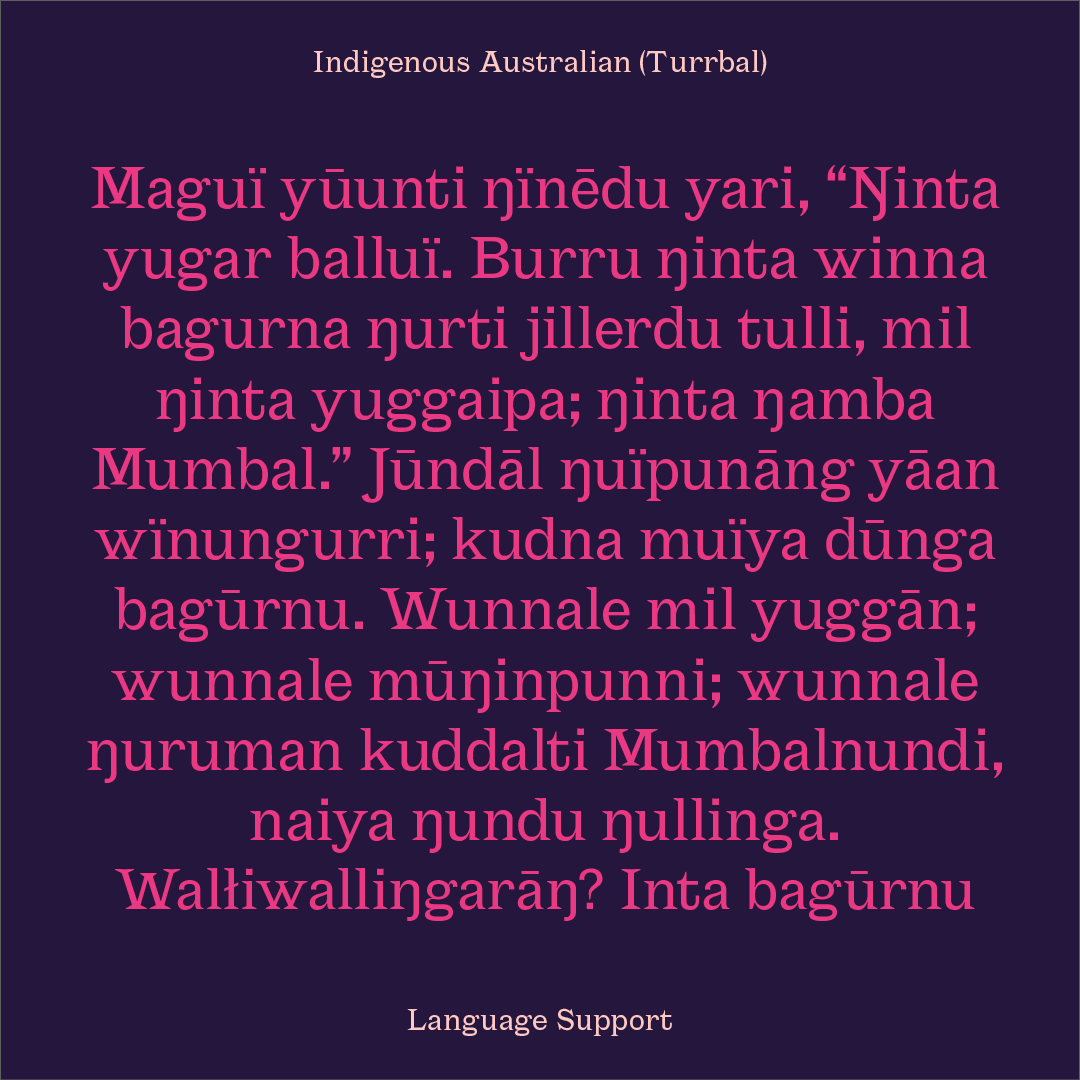 Indigenous Australian (Turrbal)
Maguï yūunti ŋïnēdu yari, “Ŋinta
yugar balluï. Burru ŋinta winna
bagurna ŋurti jillerdu tulli, mil
ŋinta yuggaipa; ŋinta ŋamba
Mumbal.” Jūndāl ŋuïpunāng yāan
wïnungurri; kudna muïya dūnga
bagūrnu. Wunnale mil yuggān;
wunnale mūŋinpunni; wunnale
ŋuruman kuddalti Mumbalnundi,
naiya ŋundu ŋullinga.
Walłiwalliŋgarāŋ? Inta bagūrnu
Language Support